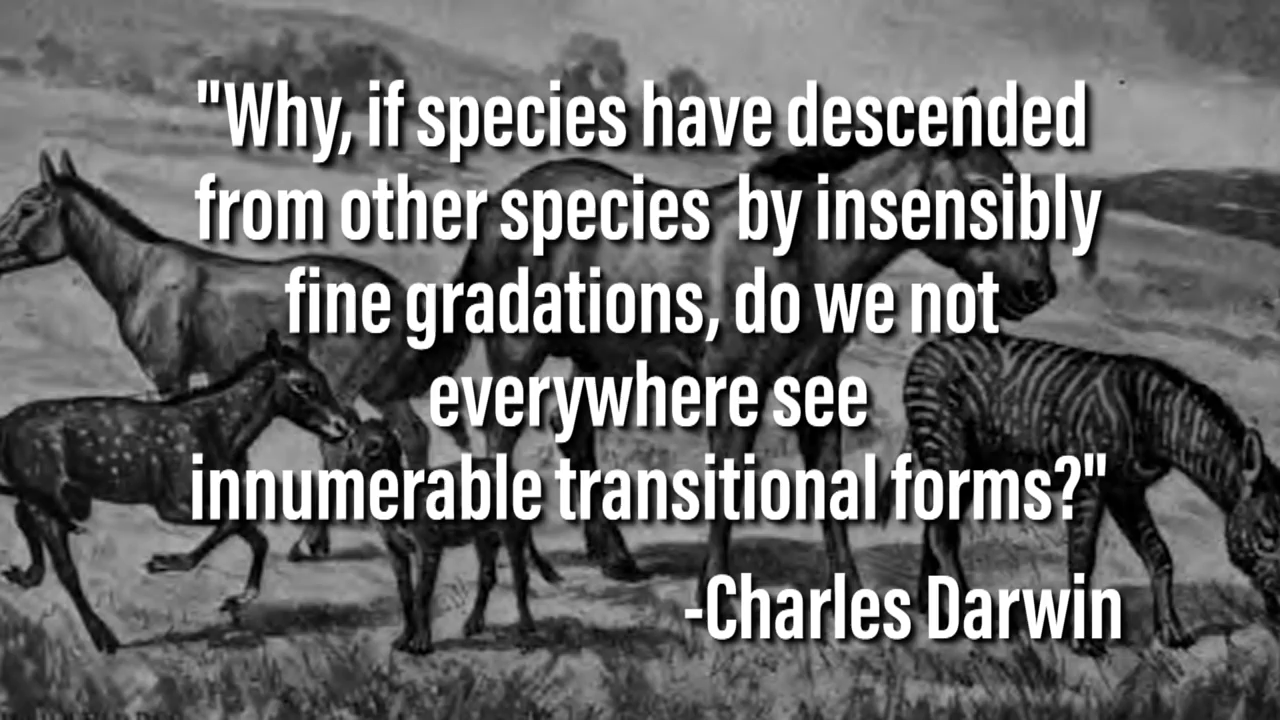 "Why, if species have descended
from other species by insensibly
fine gradations, do we not
everywhere see
innumerable transitional forms?"
-Charles Darwin